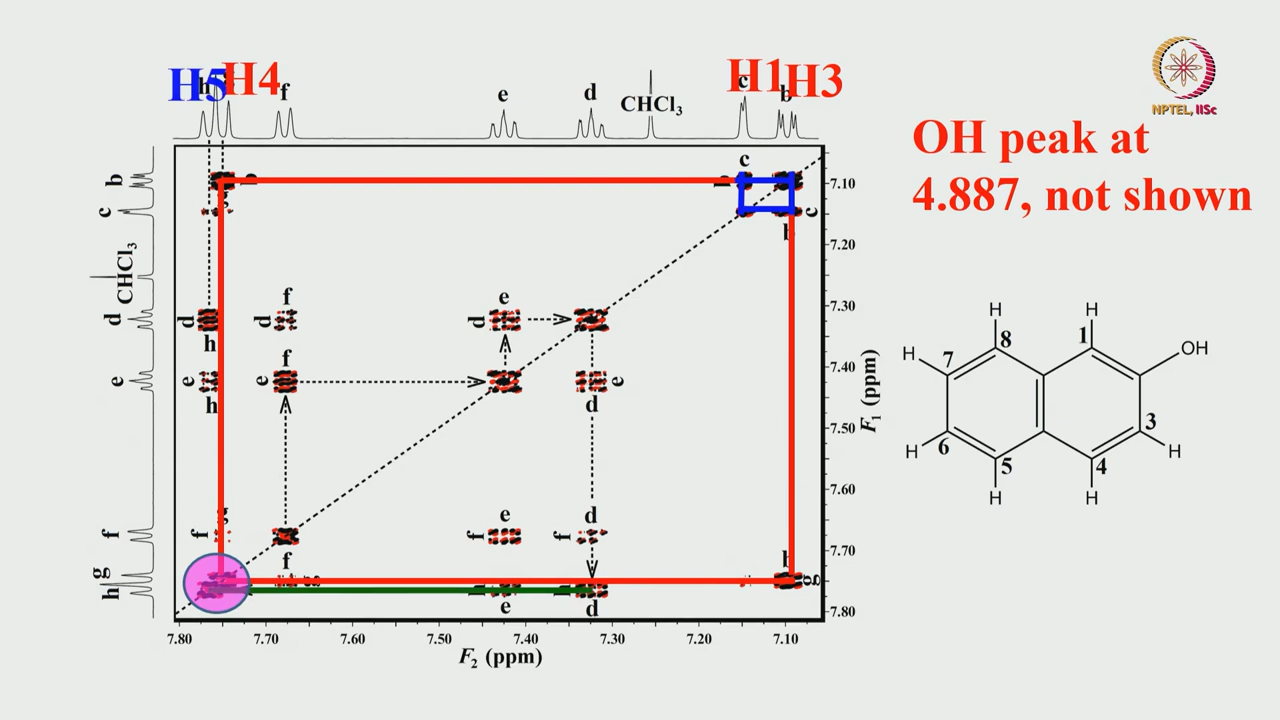 H5 H4 H1 H3
h f e d c b
CHCl3
NPTEL, IISc
OH peak at
4.887, not shown
b
c
CHCl3
d
e
f
g
h
c
c
b
f e
d d d
h
f
e e e
h d
g e d
f f f
f h
g
e d
7.10
7.20
7.30
7.40
7.50
7.60
7.70
7.80
F1 (ppm)
7.80 7.70 7.60 7.50 7.40 7.30 7.20 7.10
F2 (ppm)
H H
8 1
H 7 OH
H 6 3 H
5 4
H H